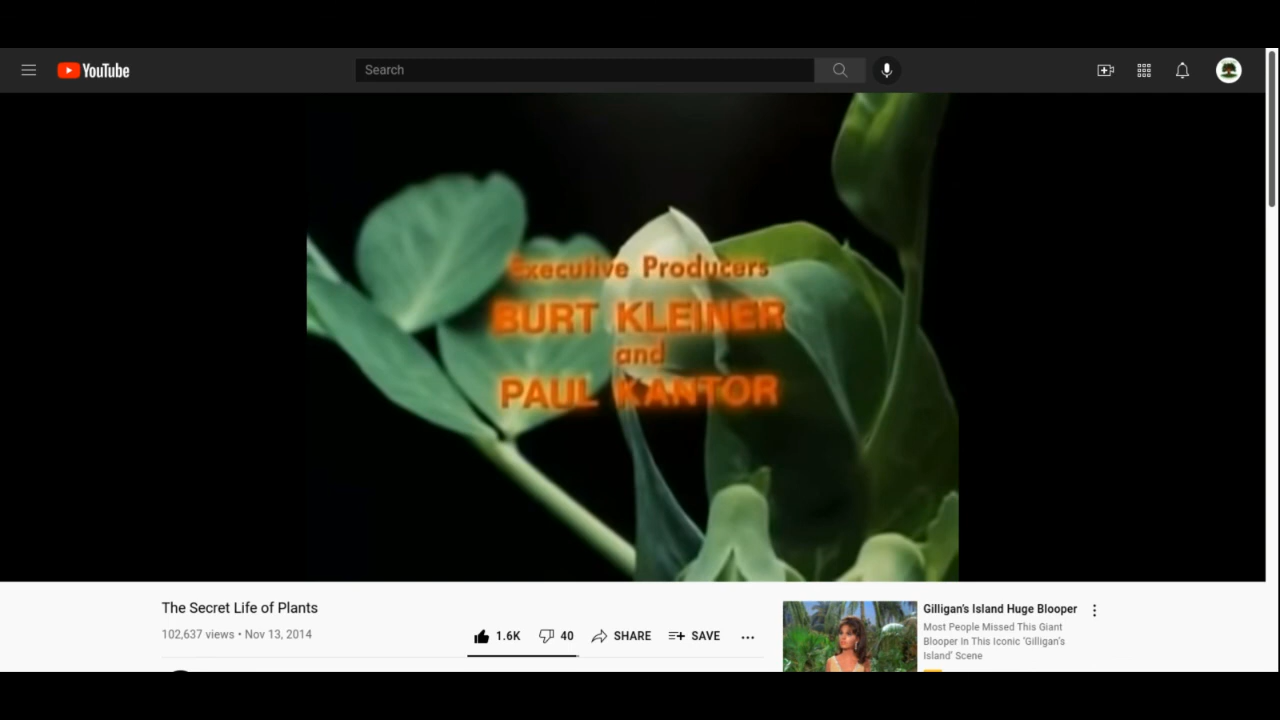 YouTube
Search
Executive Producers
BURT KLEINER
and
PAUL KANTOR
The Secret Life of Plants
102,637 views • Nov 13, 2014
1.6K
40
SHARE
SAVE
Gilligan's Island Huge Blooper
Most People Missed This Giant
Blooper In This Iconic 'Gilligan's
Island' Scene